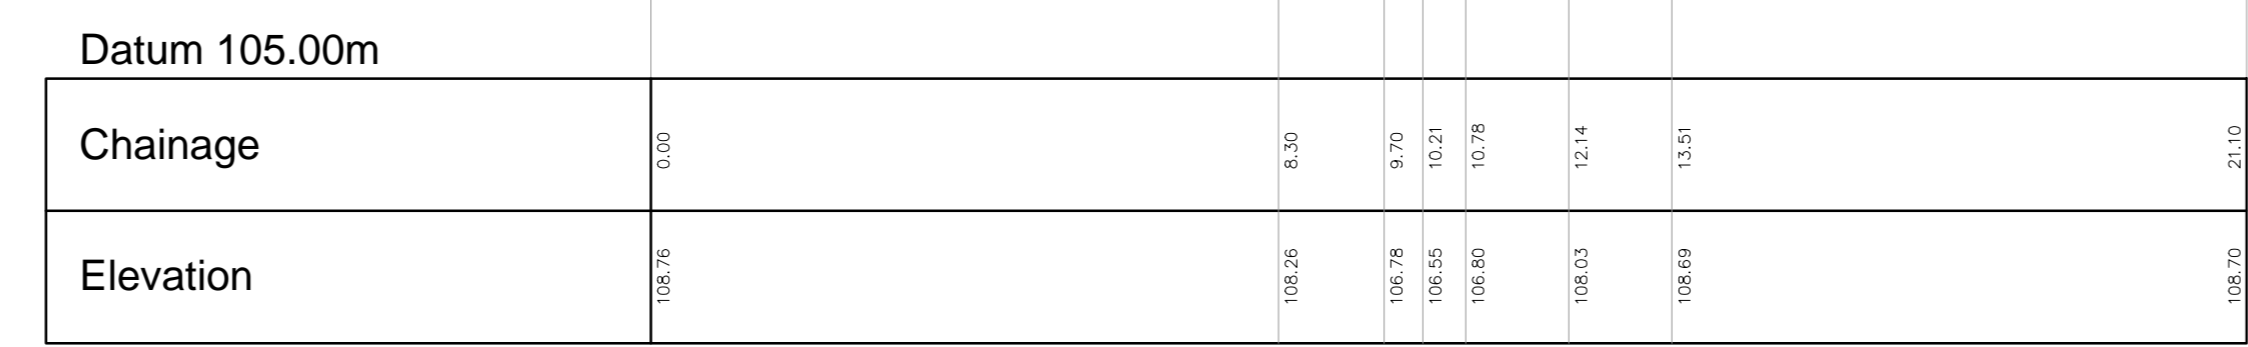 Datum 105.00m
Chainage 0.00 8.30 9.70 10.21 10.78 12.14 13.51 21.10
Elevation 108.76 108.26 106.78 106.55 106.80 108.03 108.69 108.70